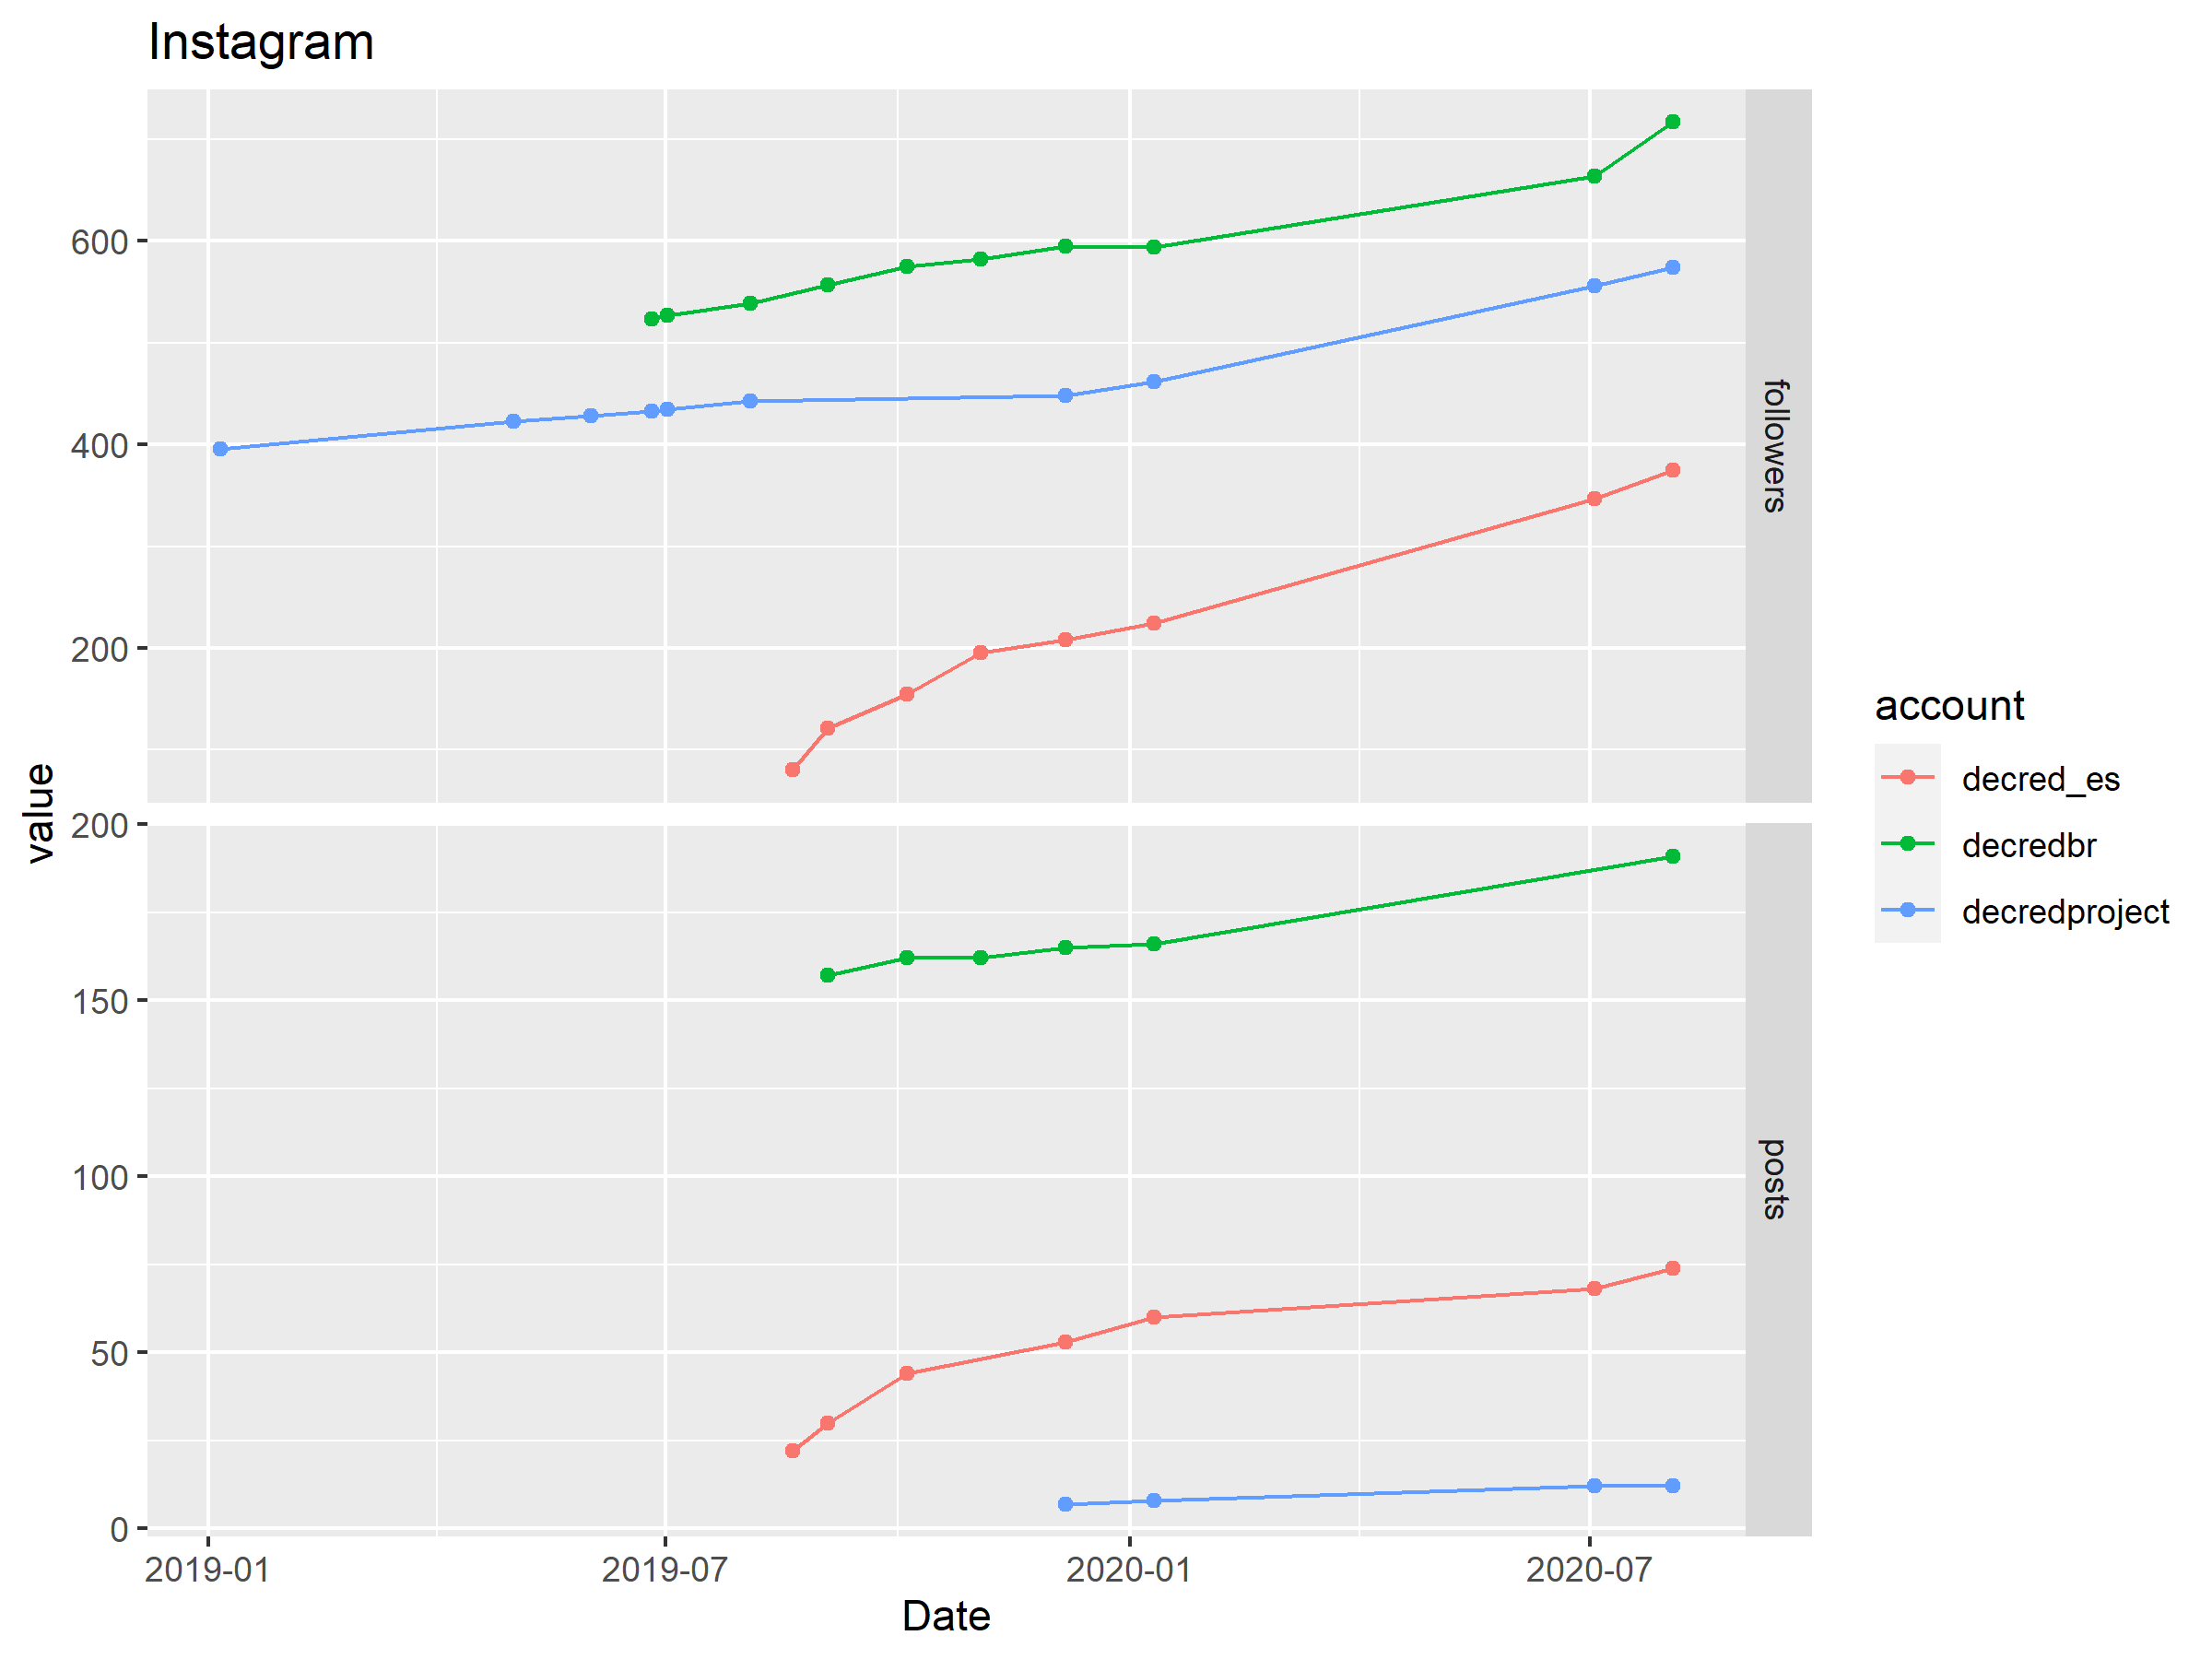 Instagram
600
400
200
followers
200
150
100
50
0
posts
value
2019-01
2019-07
2020-01
2020-07
Date
account
decred_es
decredbr
decredproject